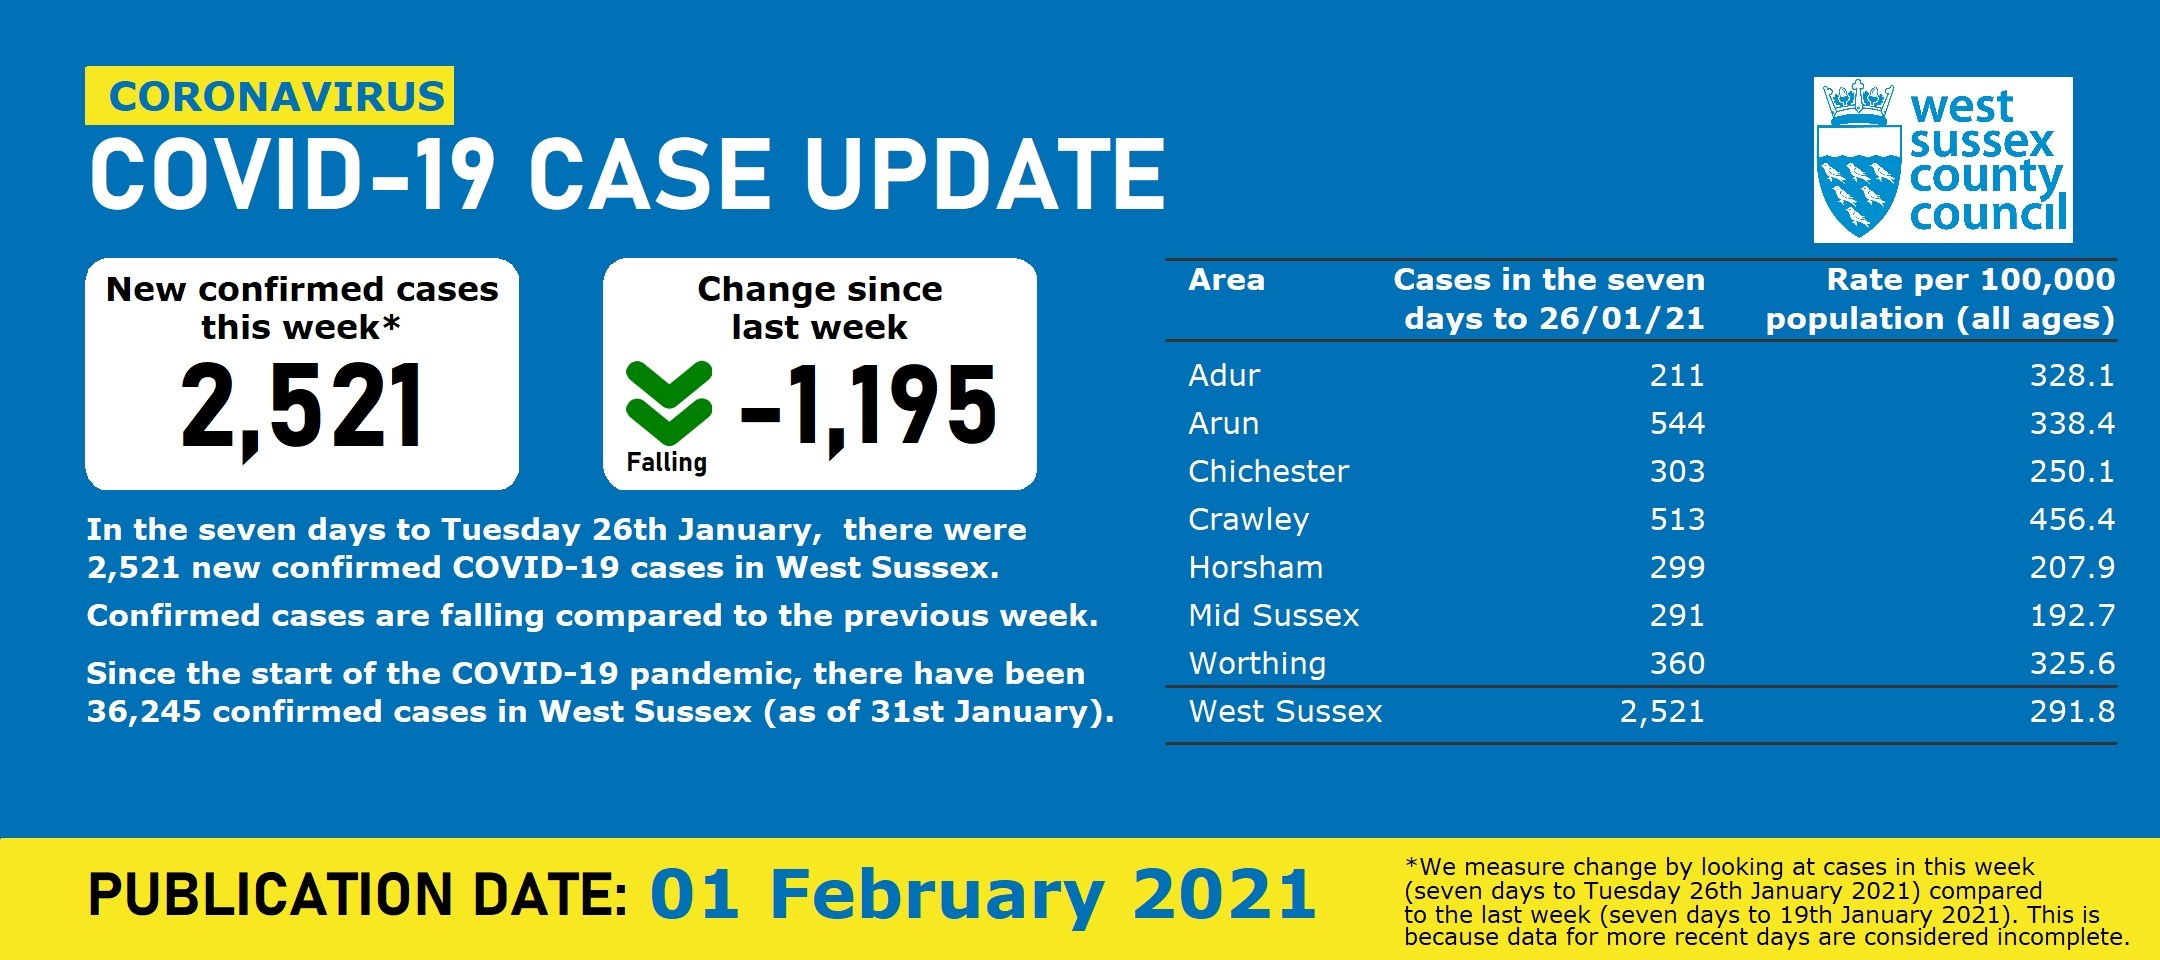 CORONAVIRUS
COVID-19 CASE UPDATE
west
sussex
county
council
New confirmed cases
this week*
2,521
Change since
last week
-1,195
Falling
In the seven days to Tuesday 26th January, there were
2,521 new confirmed COVID-19 cases in West Sussex.
Confirmed cases are falling compared to the previous week.
Since the start of the COVID-19 pandemic, there have been
36,245 confirmed cases in West Sussex (as of 31st January).
Area Cases in the seven Rate per 100,000
days to 26/01/21 population (all ages)
Adur 211 328.1
Arun 544 338.4
Chichester 303 250.1
Crawley 513 456.4
Horsham 299 207.9
Mid Sussex 291 192.7
Worthing 360 325.6
West Sussex 2,521 291.8
PUBLICATION DATE: 01 February 2021
*We measure change by looking at cases in this week
(seven days to Tuesday 26th January 2021) compared
to the last week (seven days to 19th January 2021). This is
because data for more recent days are considered incomplete.